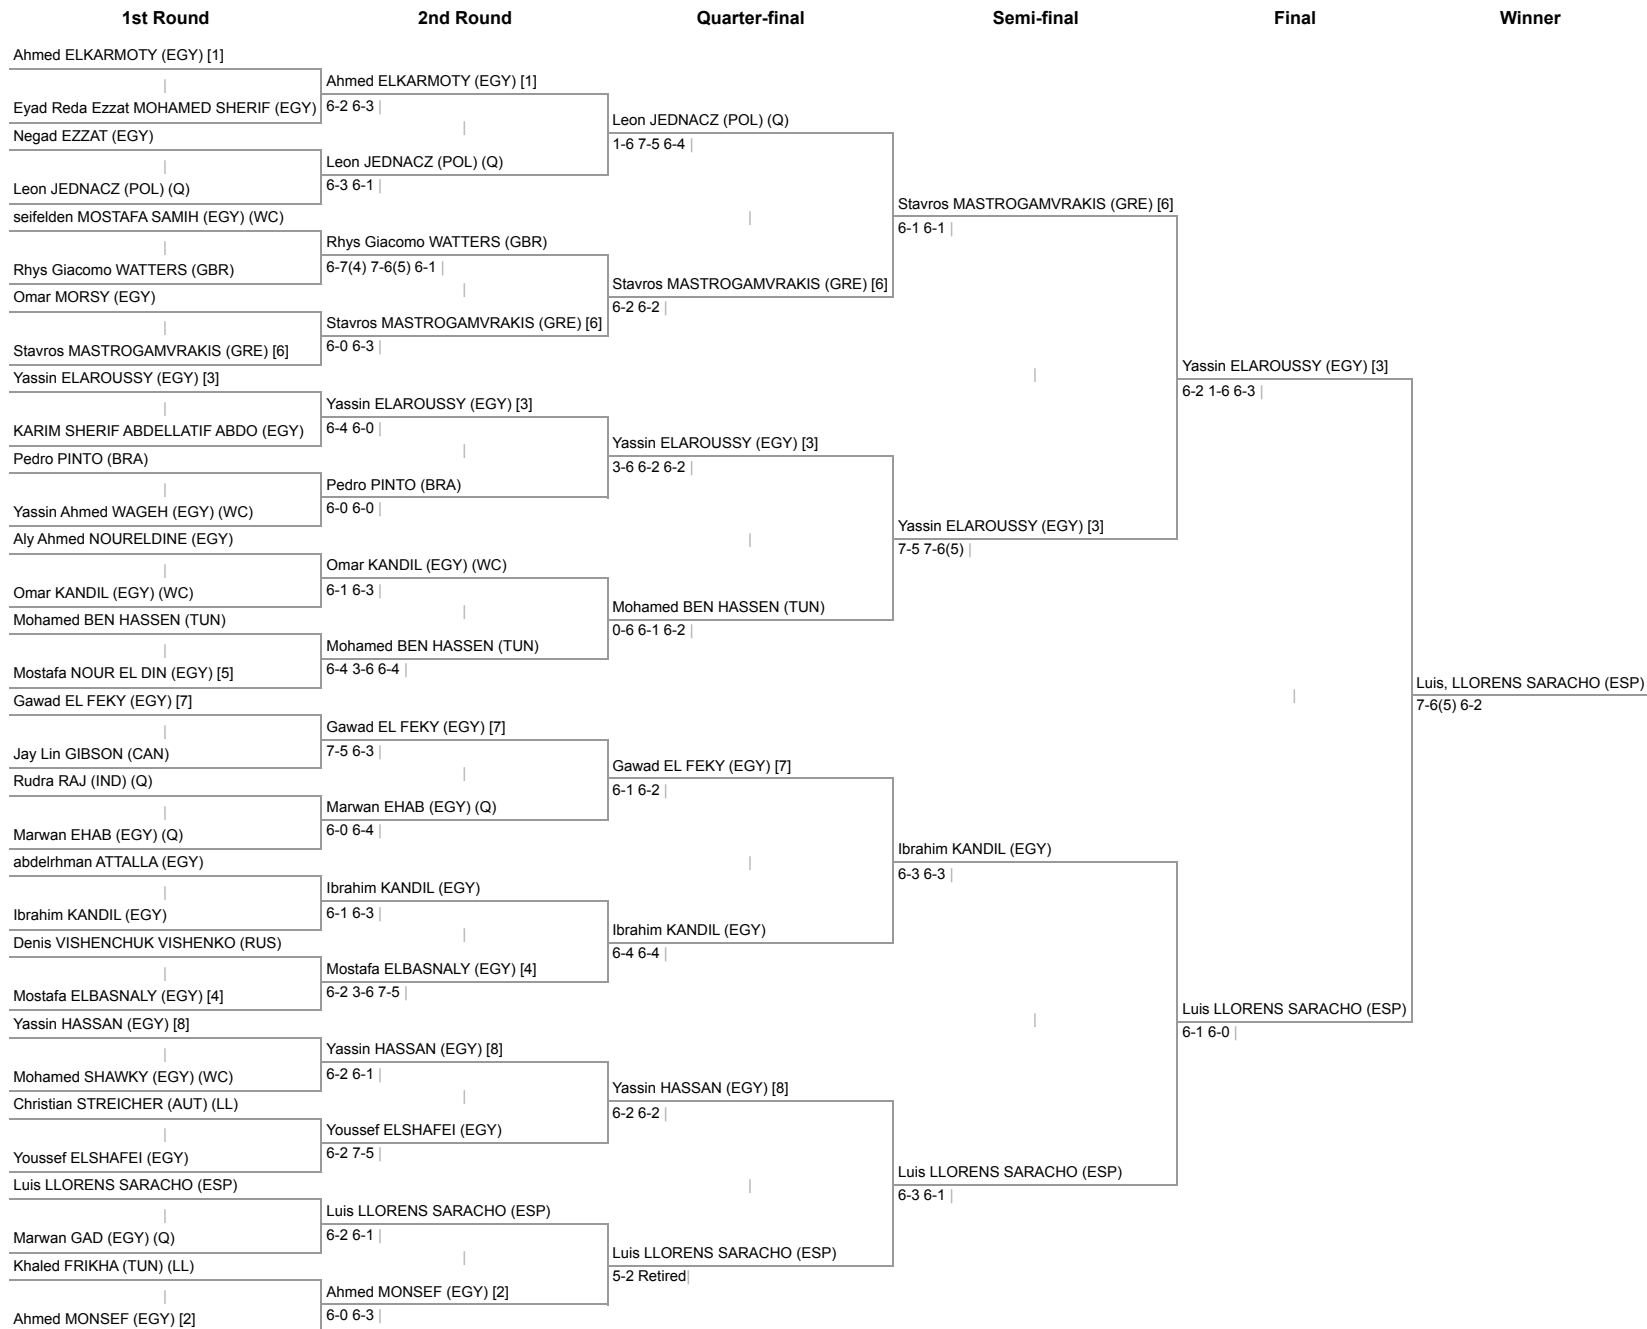 1st Round
2nd Round
Quarter-final
Semi-final
Final
Winner
Ahmed ELKARMOTY (EGY) [1]
Eyad Reda Ezzat MOHAMED SHERIF (EGY)
Negad EZZAT (EGY)
Leon JEDNACZ (POL) (Q)
seifelden MOSTAFA SAMIH (EGY) (WC)
Rhys Giacomo WATTERS (GBR)
Omar MORSY (EGY)
Stavros MASTROGAMVRAKIS (GRE) [6]
Yassin ELAROUSSY (EGY) [3]
KARIM SHERIF ABDELLATIF ABDO (EGY)
Pedro PINTO (BRA)
Yassin Ahmed WAGEH (EGY) (WC)
Aly Ahmed NOURELDINE (EGY)
Omar KANDIL (EGY) (WC)
Mohamed BEN HASSEN (TUN)
Mostafa NOUR EL DIN (EGY) [5]
Gawad EL FEKY (EGY) [7]
Jay Lin GIBSON (CAN)
Rudra RAJ (IND) (Q)
Marwan EHAB (EGY) (Q)
abdelrhman ATTALLA (EGY)
Ibrahim KANDIL (EGY)
Denis VISHENCHUK VISHENKO (RUS)
Mostafa ELBASNALY (EGY) [4]
Yassin HASSAN (EGY) [8]
Mohamed SHAWKY (EGY) (WC)
Christian STREICHER (AUT) (LL)
Youssef ELSHAFEI (EGY)
Luis LLORENS SARACHO (ESP)
Marwan GAD (EGY) (Q)
Khaled FRIKHA (TUN) (LL)
Ahmed MONSEF (EGY) [2]
Ahmed ELKARMOTY (EGY) [1]
6-2 6-3 |
Leon JEDNACZ (POL) (Q)
6-3 6-1 |
Rhys Giacomo WATTERS (GBR)
6-7(4) 7-6(5) 6-1 |
Stavros MASTROGAMVRAKIS (GRE) [6]
6-0 6-3 |
Yassin ELAROUSSY (EGY) [3]
6-4 6-0 |
Pedro PINTO (BRA)
6-0 6-0 |
Omar KANDIL (EGY) (WC)
6-1 6-3 |
Mohamed BEN HASSEN (TUN)
6-4 3-6 6-4 |
Gawad EL FEKY (EGY) [7]
7-5 6-3 |
Marwan EHAB (EGY) (Q)
6-0 6-4 |
Ibrahim KANDIL (EGY)
6-1 6-3 |
Mostafa ELBASNALY (EGY) [4]
6-2 3-6 7-5 |
Yassin HASSAN (EGY) [8]
6-2 6-1 |
Youssef ELSHAFEI (EGY)
6-2 7-5 |
Luis LLORENS SARACHO (ESP)
6-2 6-1 |
Ahmed MONSEF (EGY) [2]
6-0 6-3 |
Leon JEDNACZ (POL) (Q)
1-6 7-5 6-4 |
Stavros MASTROGAMVRAKIS (GRE) [6]
6-2 6-2 |
Yassin ELAROUSSY (EGY) [3]
3-6 6-2 6-2 |
Mohamed BEN HASSEN (TUN)
0-6 6-1 6-2 |
Gawad EL FEKY (EGY) [7]
6-1 6-2 |
Ibrahim KANDIL (EGY)
6-4 6-4 |
Yassin HASSAN (EGY) [8]
6-2 6-2 |
Luis LLORENS SARACHO (ESP)
5-2 Retired|
Stavros MASTROGAMVRAKIS (GRE) [6]
6-1 6-1 |
Yassin ELAROUSSY (EGY) [3]
7-5 7-6(5) |
Ibrahim KANDIL (EGY)
6-3 6-3 |
Luis LLORENS SARACHO (ESP)
6-3 6-1 |
Yassin ELAROUSSY (EGY) [3]
6-2 1-6 6-3 |
Luis LLORENS SARACHO (ESP)
6-1 6-0 |
Luis, LLORENS SARACHO (ESP)
7-6(5) 6-2